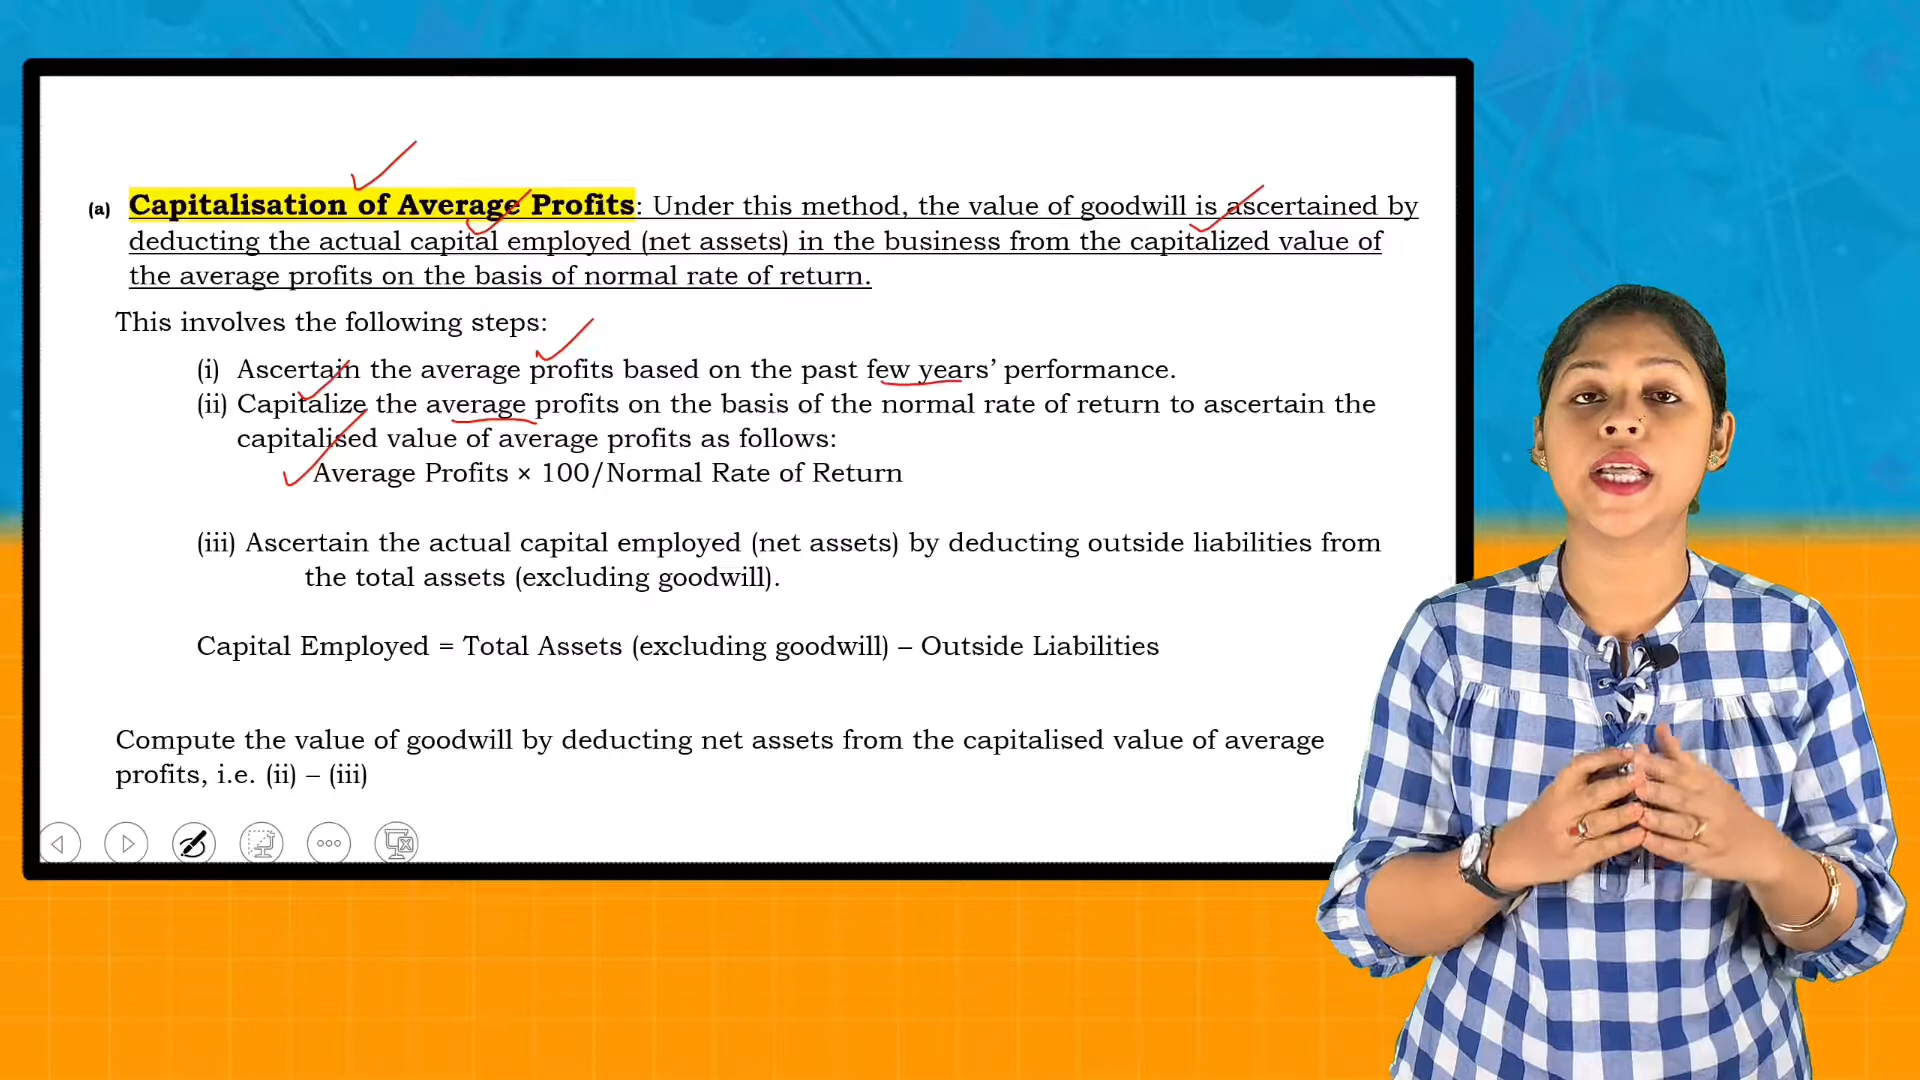 (a) Capitalisation of Average Profits: Under this method, the value of goodwill is ascertained by
deducting the actual capital employed (net assets) in the business from the capitalized value of
the average profits on the basis of normal rate of return.
This involves the following steps:
(i) Ascertain the average profits based on the past few years’ performance.
(ii) Capitalize the average profits on the basis of the normal rate of return to ascertain the
capitalised value of average profits as follows:
Average Profits × 100/Normal Rate of Return
(iii) Ascertain the actual capital employed (net assets) by deducting outside liabilities from
the total assets (excluding goodwill).
Capital Employed = Total Assets (excluding goodwill) – Outside Liabilities
Compute the value of goodwill by deducting net assets from the capitalised value of average
profits, i.e. (ii) – (iii)